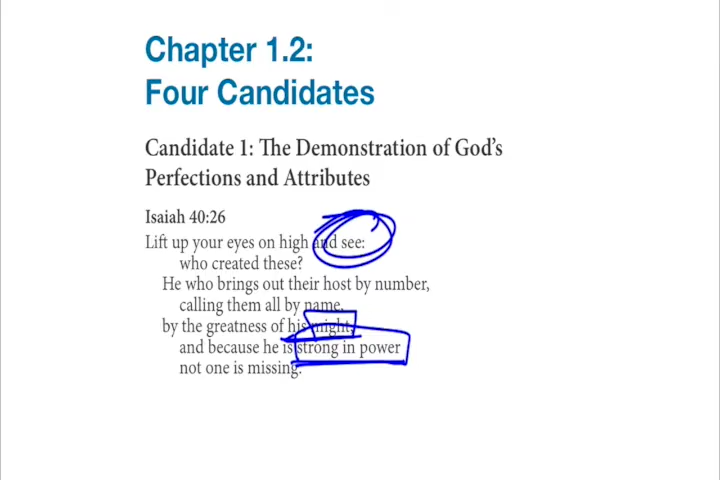 Chapter 1.2:
Four Candidates
Candidate 1: The Demonstration of God's
Perfections and Attributes
Isaiah 40:26
Lift up your eyes on high and see:
who created these?
He who brings out their host by number,
calling them all by name,
by the greatness of his might,
and because he is strong in power
not one is missing.